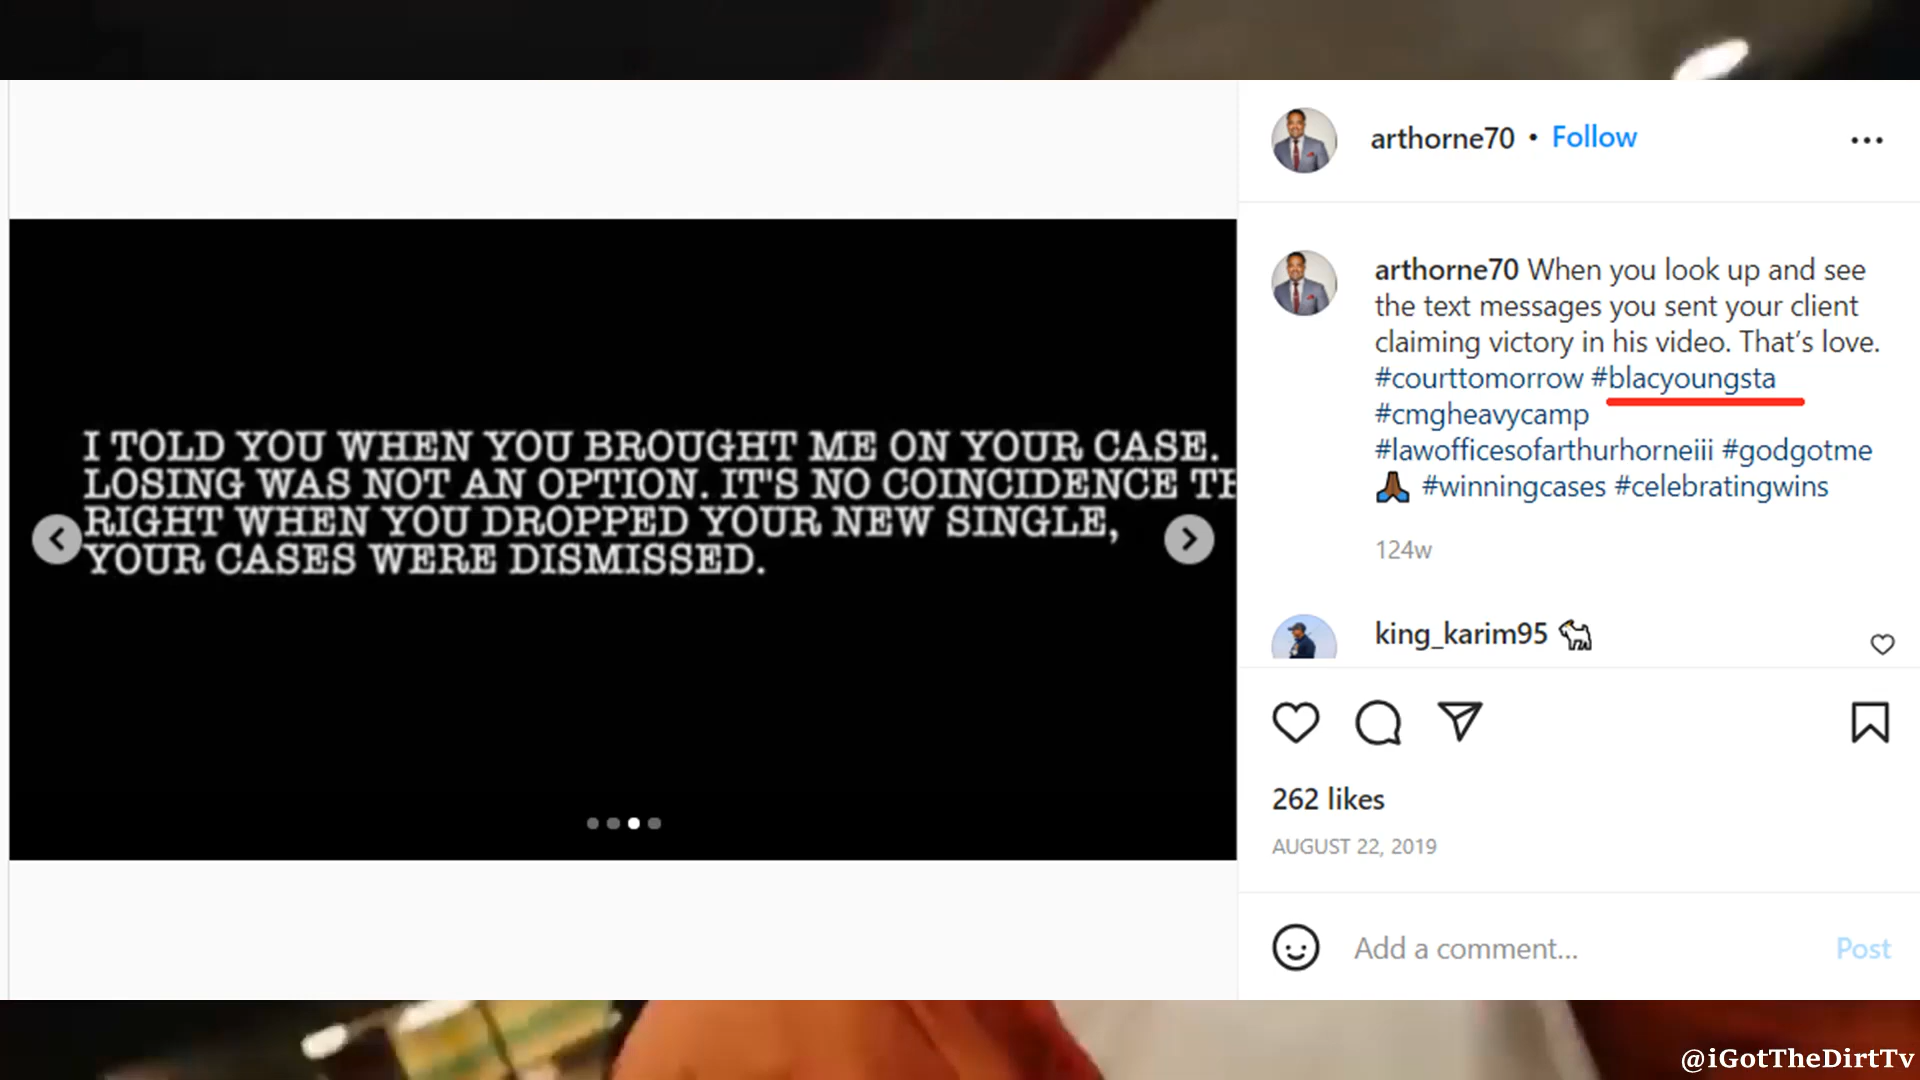 I TOLD YOU WHEN YOU BROUGHT ME ON YOUR CASE.
LOSING WAS NOT AN OPTION. IT'S NO COINCIDENCE
RIGHT WHEN YOU DROPPED YOUR NEW SINGLE,
YOUR CASES WERE DISMISSED.
arthorne70 • Follow
arthorne70 When you look up and see
the text messages you sent your client
claiming victory in his video. That’s love.
#courttomorrow #blacyoungsta
#cmgheavycamp
#lawofficesofarthurhorneiii #godgotme
🙏🏾 #winningcases #celebratingwins
124w
king_karim95 🐐
262 likes
AUGUST 22, 2019
Add a comment...
Post
@iGotTheDirtTv